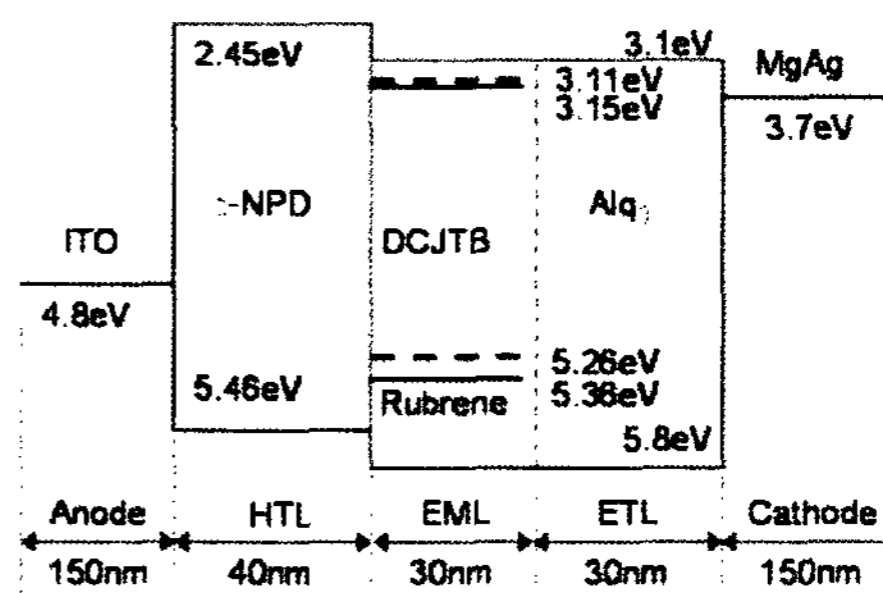 2.45eV
3.1eV
MgAg
3.11eV
3.15eV
3.7eV
-NPD
Alq
ITO
DCJTB
4.8eV
5.46eV
5.26eV
Rubrene
5.36eV
5.8eV
Anode HTL EML ETL Cathode
150nm 40nm 30nm 30nm 150nm